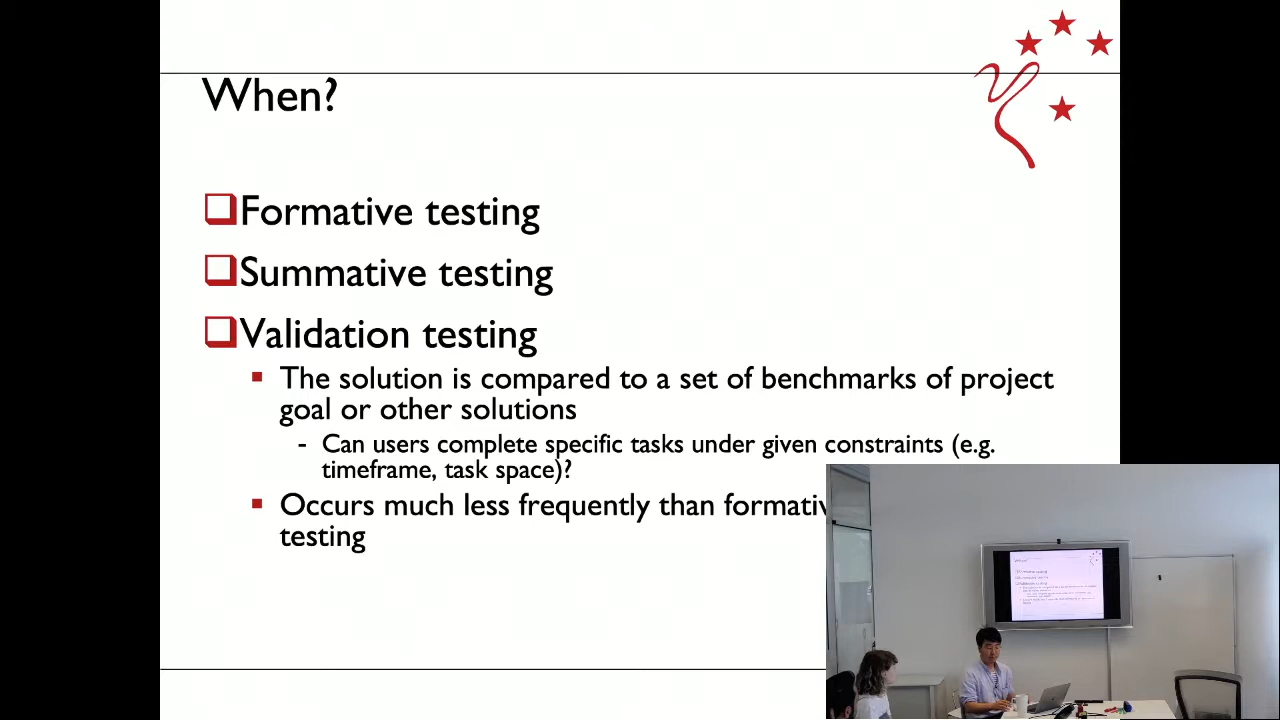 When?
Formative testing
Summative testing
Validation testing
The solution is compared to a set of benchmarks of project
goal or other solutions
- Can users complete specific tasks under given constraints (e.g.
timeframe, task space)?
Occurs much less frequently than
testing